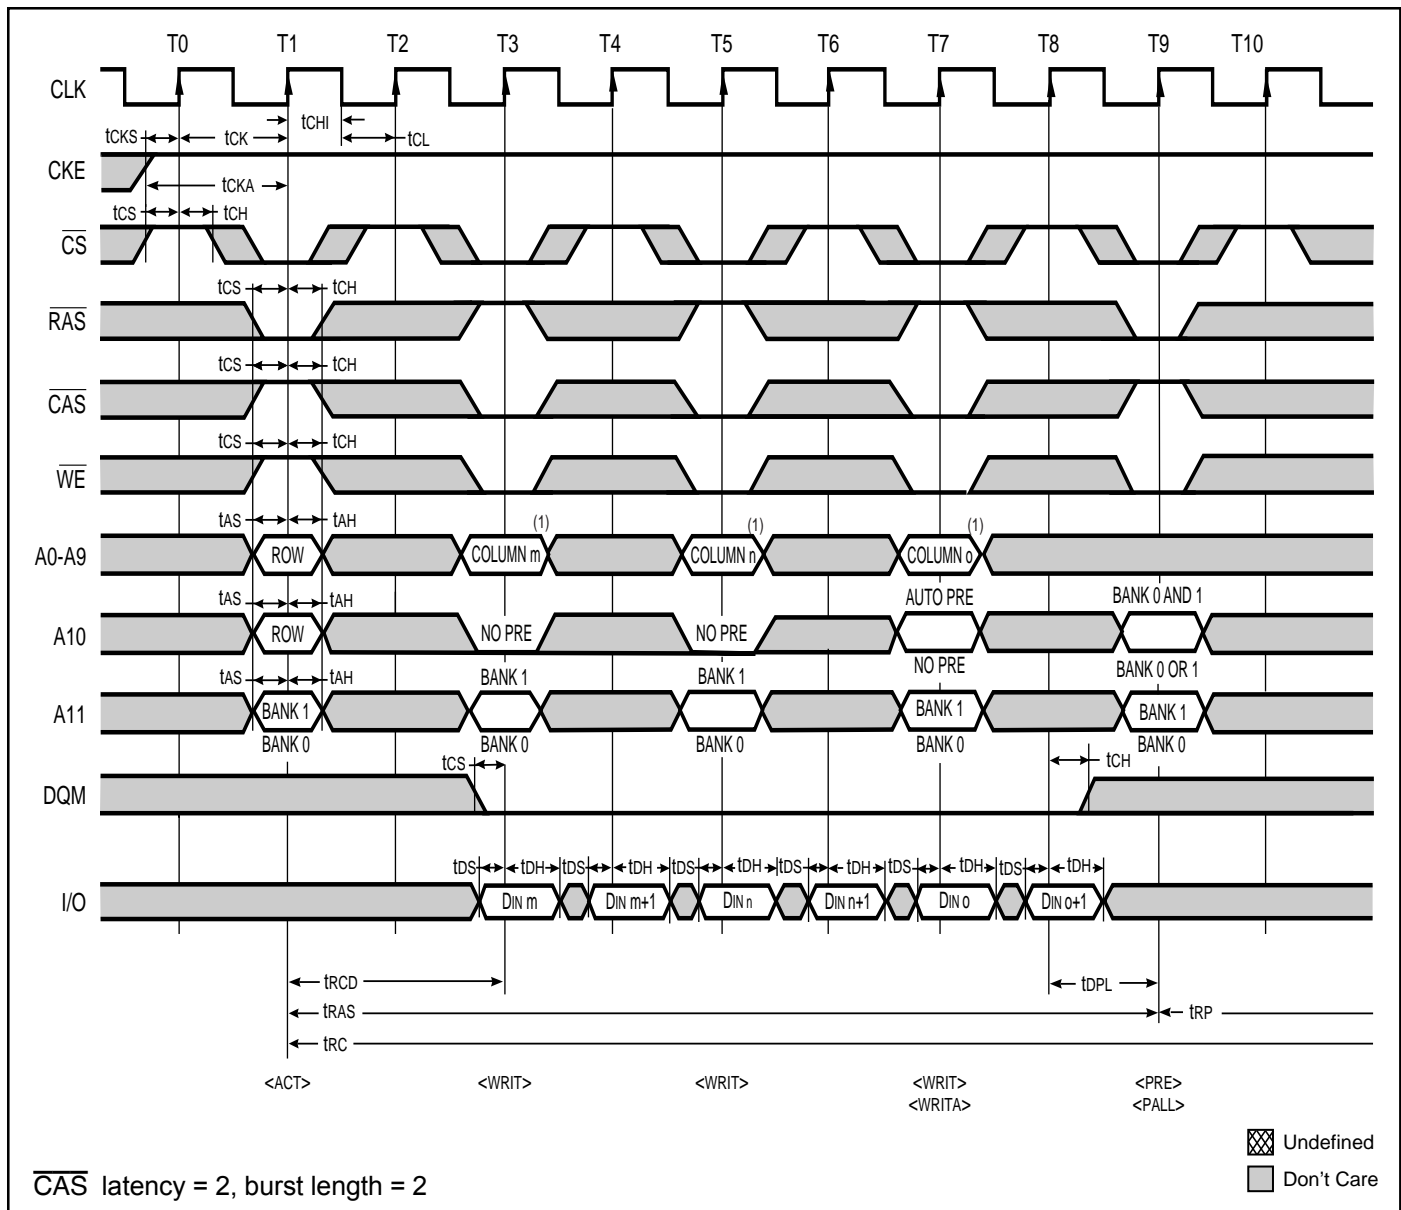 T0 T1 T2 T3 T4 T5 T6 T7 T8 T9 T10
CLK
tCHI
tCKS tCK tCL
CKE
tCKA
tCS tCH
CS
tCS tCH
RAS
tCS tCH
CAS
tCS tCH
WE
tAS tAH (1) (1) (1)
A0-A9 ROW COLUMN m COLUMN n COLUMN o
tAS tAH AUTO PRE BANK 0 AND 1
A10 ROW NO PRE NO PRE
NO PRE BANK 0 OR 1
tAS tAH BANK 1 BANK 1
A11 BANK 1 BANK 1 BANK 1
BANK 0 BANK 0 BANK 0 BANK 0 BANK 0
tCS tCH
DQM
tDS tDH tDS tDH tDS tDH tDS tDH tDS tDH tDS tDH
I/O DIN m DIN m+1 DIN n DIN n+1 DIN o DIN o+1
tRCD tDPL
tRAS tRP
tRC
<ACT> <WRIT> <WRIT> <WRIT> <PRE>
<WRITA> <PALL>
Undefined
Don't Care
CAS latency = 2, burst length = 2